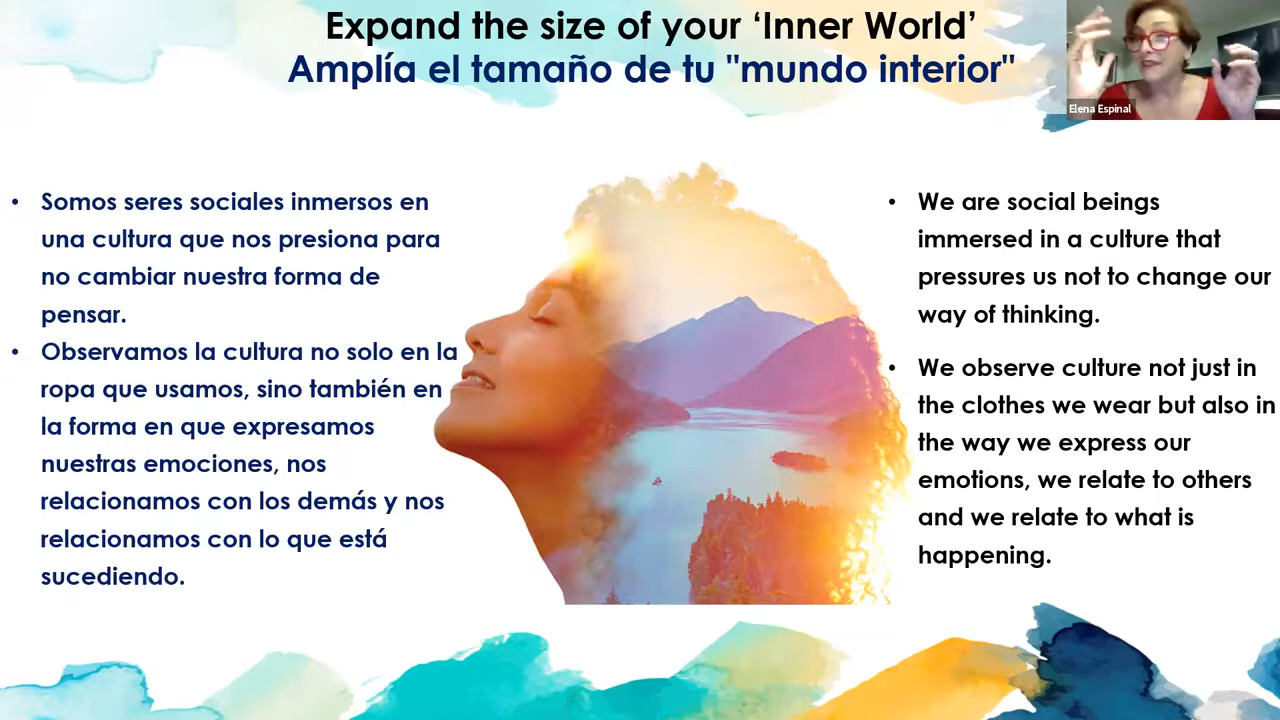 Expand the size of your ‘Inner World’
Amplía el tamaño de tu "mundo interior"
Elena Espinal
• Somos seres sociales inmersos en
una cultura que nos presiona para
no cambiar nuestra forma de
pensar.
• Observamos la cultura no solo en la
ropa que usamos, sino también en
la forma en que expresamos
nuestras emociones, nos
relacionamos con los demás y nos
relacionamos con lo que está
sucediendo.
• We are social beings
immersed in a culture that
pressures us not to change our
way of thinking.
• We observe culture not just in
the clothes we wear but also in
the way we express our
emotions, we relate to others
and we relate to what is
happening.